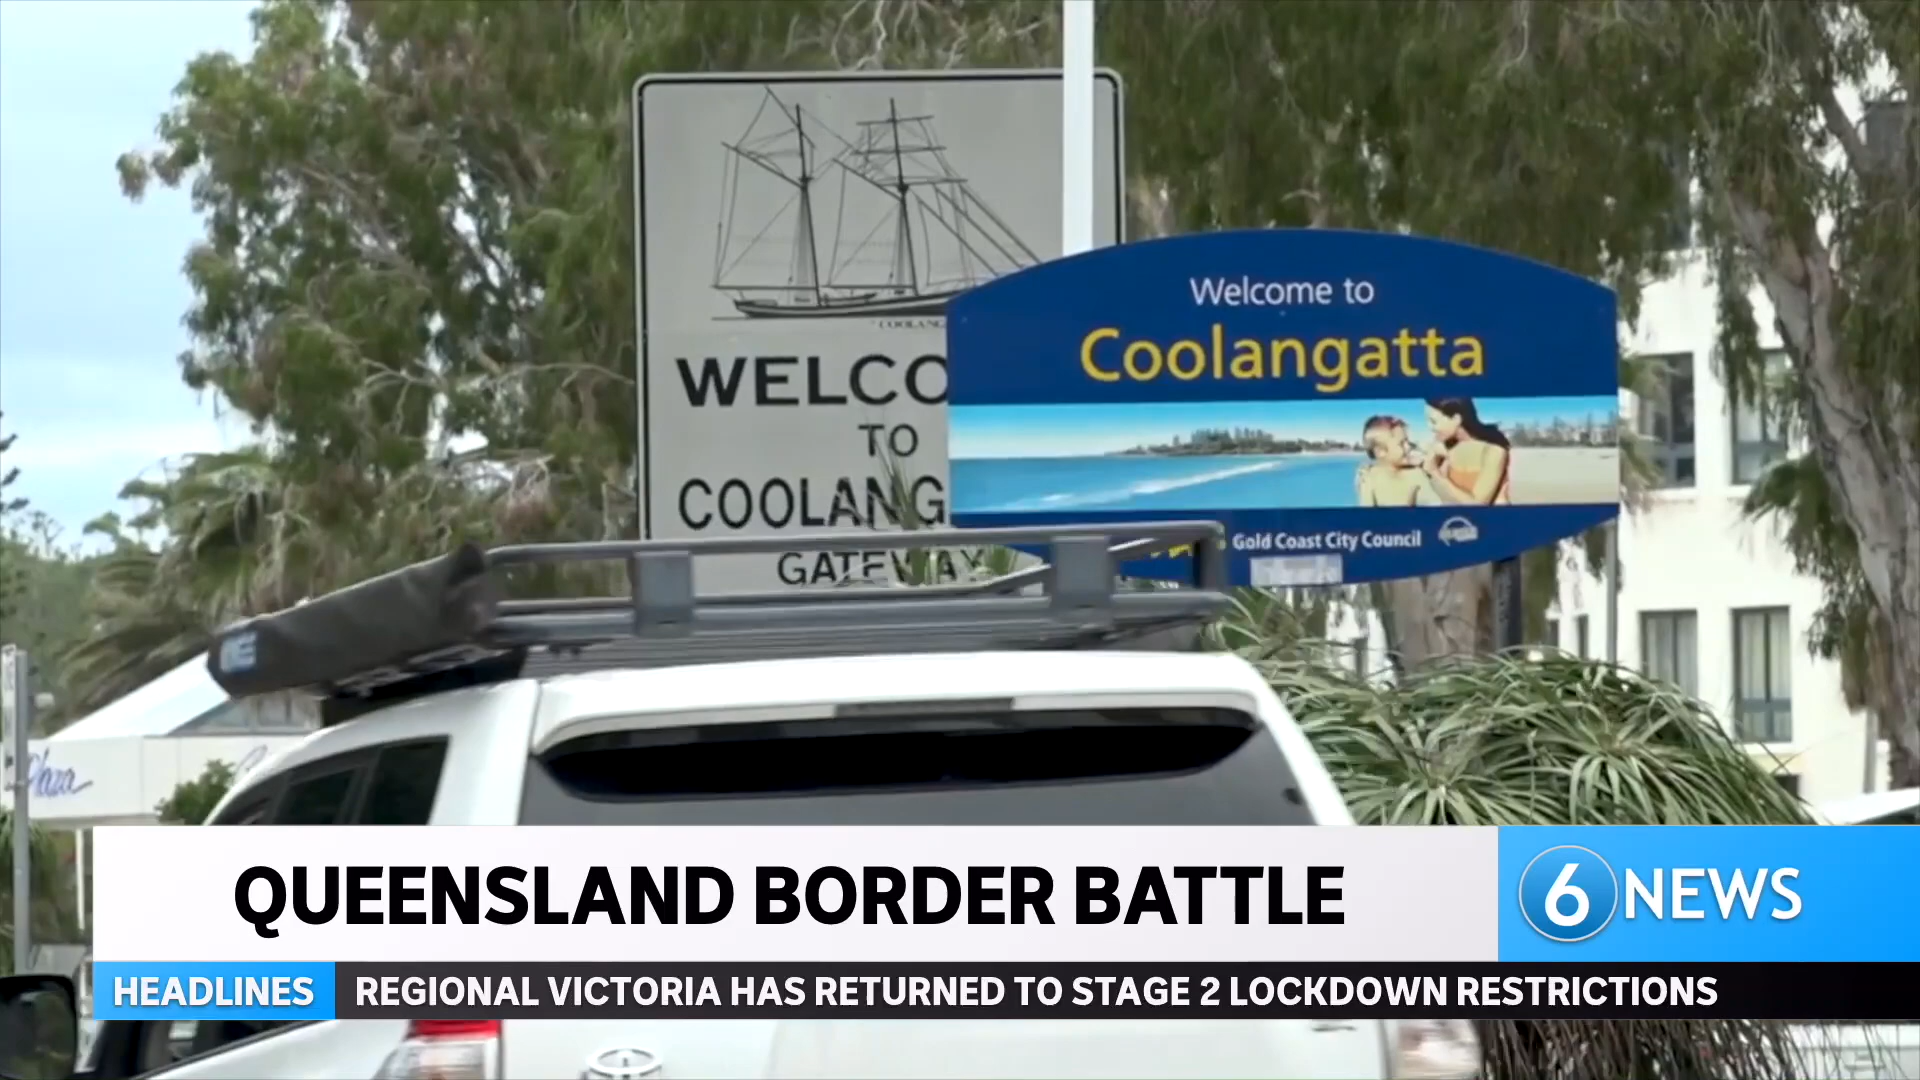 WELCO
TO
COOLANG
GATEWAY
Welcome to
Coolangatta
Gold Coast City Council
Plaza
QUEENSLAND BORDER BATTLE
6 NEWS
HEADLINES
REGIONAL VICTORIA HAS RETURNED TO STAGE 2 LOCKDOWN RESTRICTIONS